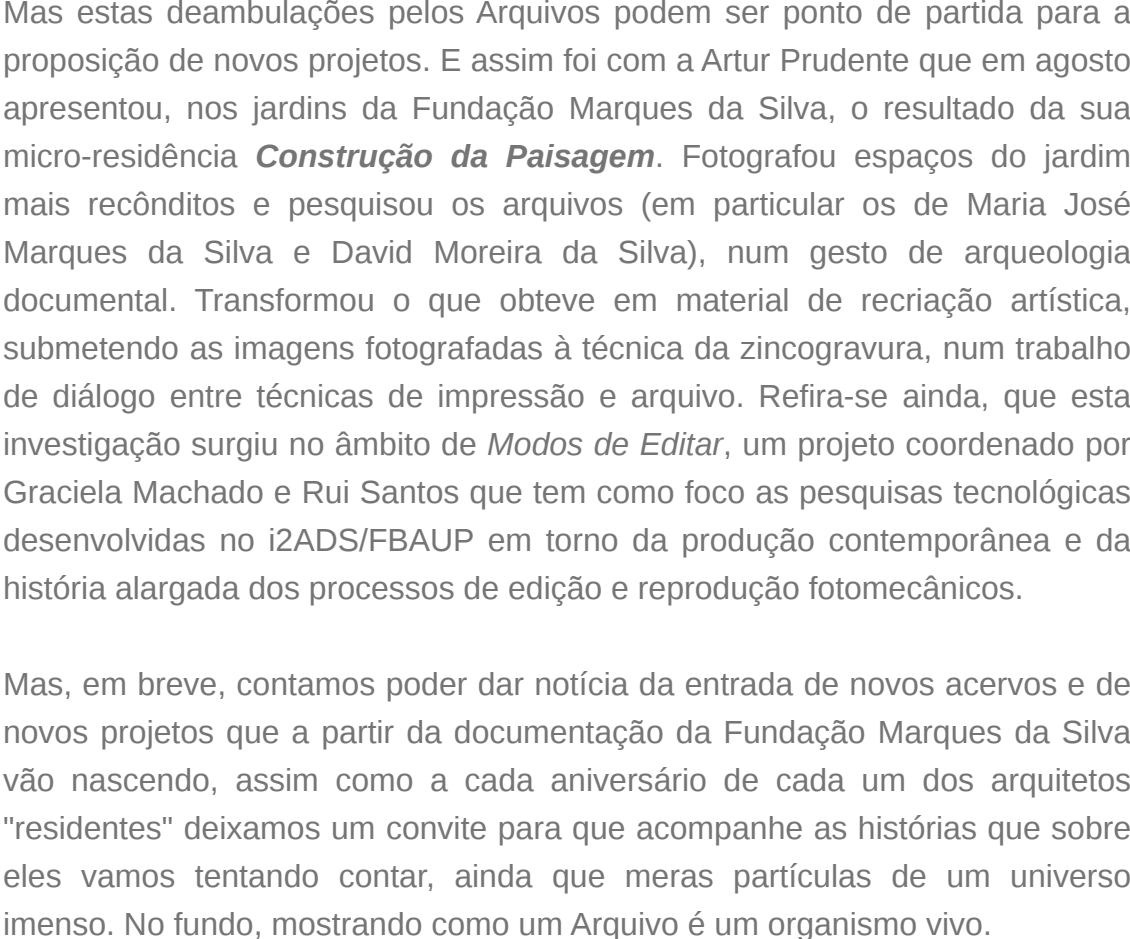 Mas estas deambulações pelos Arquivos podem ser ponto de partida para a
proposição de novos projetos. E assim foi com a Artur Prudente que em agosto
apresentou, nos jardins da Fundação Marques da Silva, o resultado da sua
micro-residência Construção da Paisagem. Fotografou espaços do jardim
mais recônditos e pesquisou os arquivos (em particular os de Maria José
Marques da Silva e David Moreira da Silva), num gesto de arqueologia
documental. Transformou o que obteve em material de recriação artística,
submetendo as imagens fotografadas à técnica da zincogravura, num trabalho
de diálogo entre técnicas de impressão e arquivo. Refira-se ainda, que esta
investigação surgiu no âmbito de Modos de Editar, um projeto coordenado por
Graciela Machado e Rui Santos que tem como foco as pesquisas tecnológicas
desenvolvidas no i2ADS/FBAUP em torno da produção contemporânea e da
história alargada dos processos de edição e reprodução fotomecânicos.
Mas, em breve, contamos poder dar notícia da entrada de novos acervos e de
novos projetos que a partir da documentação da Fundação Marques da Silva
vão nascendo, assim como a cada aniversário de cada um dos arquitetos
"residentes" deixamos um convite para que acompanhe as histórias que sobre
eles vamos tentando contar, ainda que meras partículas de um universo
imenso. No fundo, mostrando como um Arquivo é um organismo vivo.